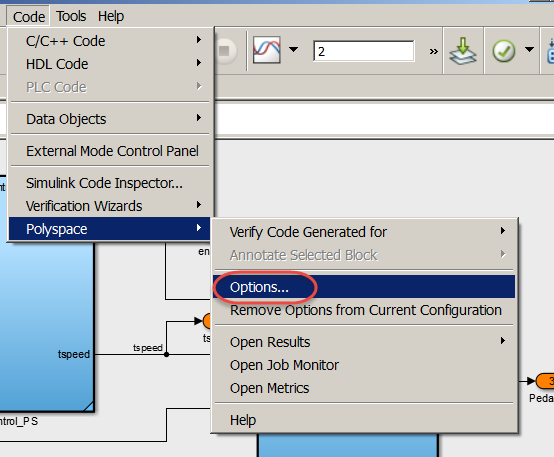 Code Tools Help
C/C++ Code
HDL Code
PLC Code
2
»
Data Objects
External Mode Control Panel
Simulink Code Inspector...
Verification Wizards
Polyspace
Verify Code Generated for
Annotate Selected Block
Options...
Remove Options from Current Configuration
Open Results
Open Job Monitor
Open Metrics
Help
en
ts
tspeed
tspeed
3
Peda
ntrol_PS